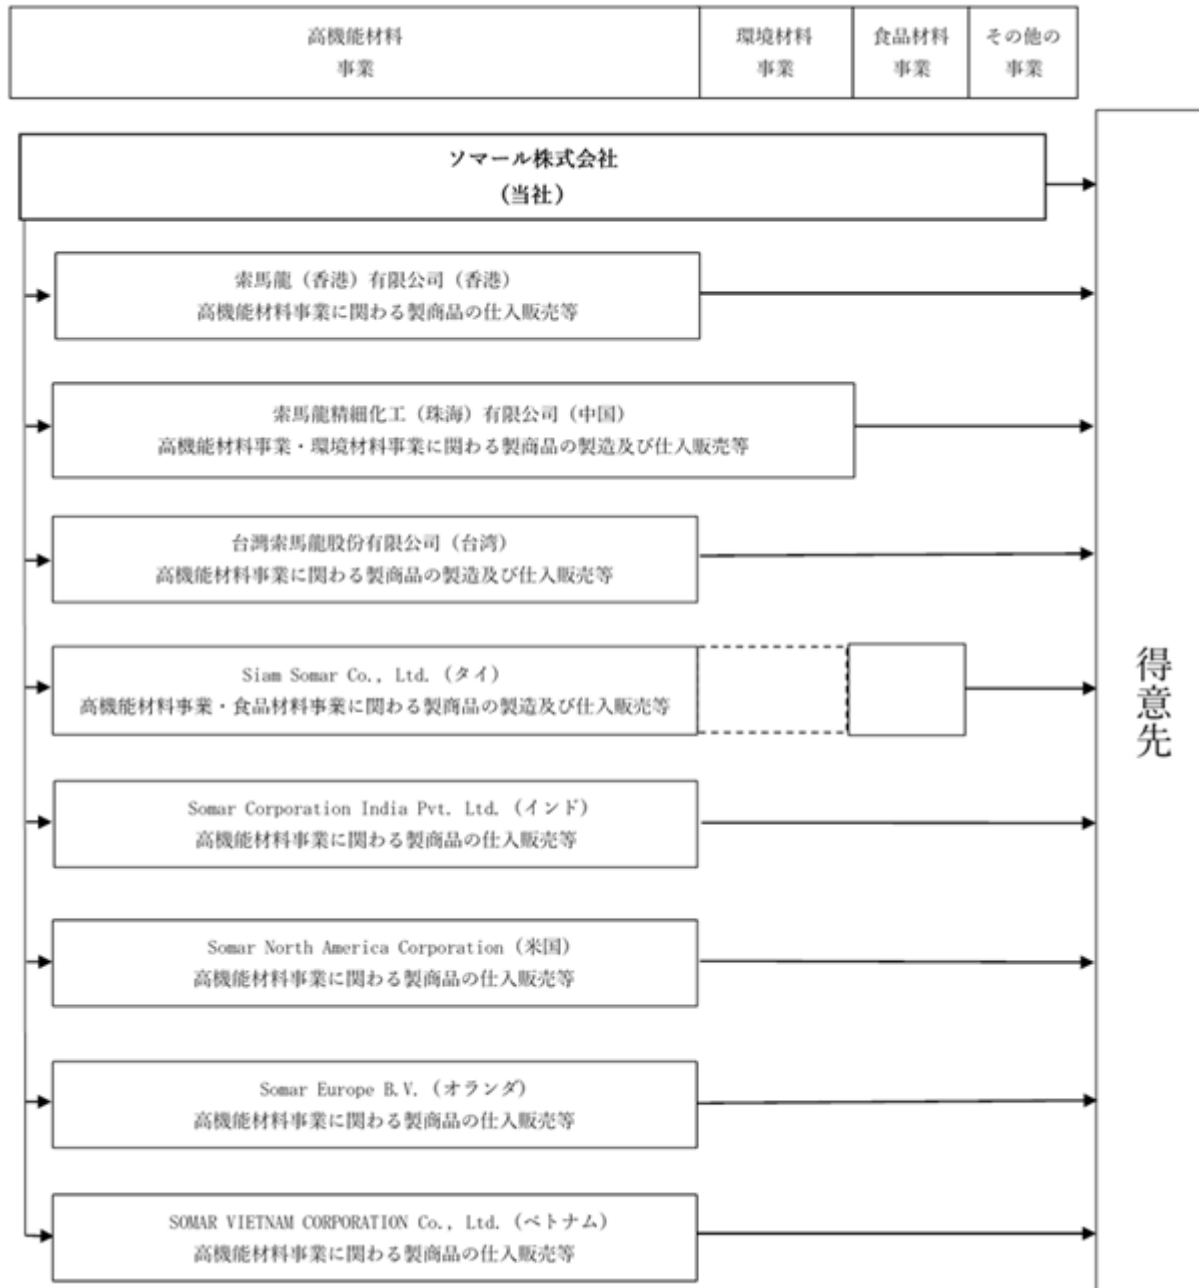 高機能材料
事業
環境材料
事業
食品材料
事業
その他の
事業
ソマール株式会社
(当社)
索馬龍（香港）有限公司（香港）
高機能材料事業に関わる製商品の仕入販売等
索馬龍精細化工（珠海）有限公司（中国）
高機能材料事業・環境材料事業に関わる製商品の製造及び仕入販売等
台灣索馬龍股份有限公司（台湾）
高機能材料事業に関わる製商品の製造及び仕入販売等
Siam Somar Co., Ltd.（タイ）
高機能材料事業・食品材料事業に関わる製商品の製造及び仕入販売等
Somar Corporation India Pvt. Ltd.（インド）
高機能材料事業に関わる製商品の仕入販売等
Somar North America Corporation（米国）
高機能材料事業に関わる製商品の仕入販売等
Somar Europe B.V.（オランダ）
高機能材料事業に関わる製商品の仕入販売等
SOMAR VIETNAM CORPORATION Co., Ltd.（ベトナム）
高機能材料事業に関わる製商品の仕入販売等
得意先